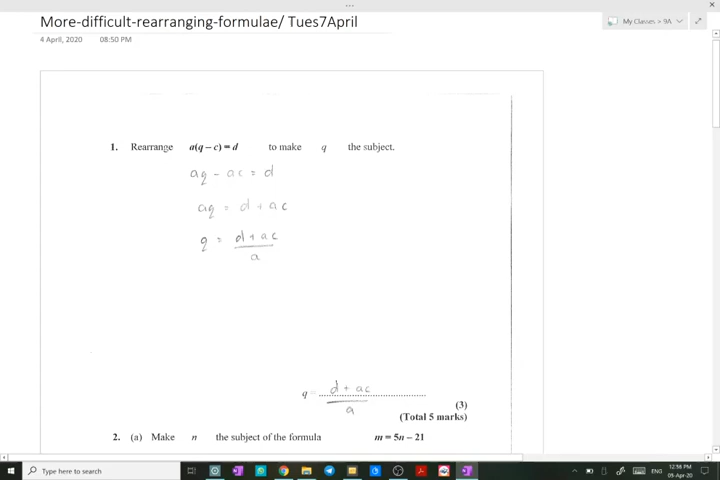 More-difficult-rearranging-formulae/ Tues7April
My Classes > 9A
4 April, 2020 08:50 PM
1. Rearrange a(q – c) = d to make q the subject.
aq - ac = d
aq = d + ac
q = d + ac
a
q = d + ac
a
(3)
(Total 5 marks)
2. (a) Make n the subject of the formula m = 5n – 21
Type here to search
ENG
12:56 PM
05-Apr-20